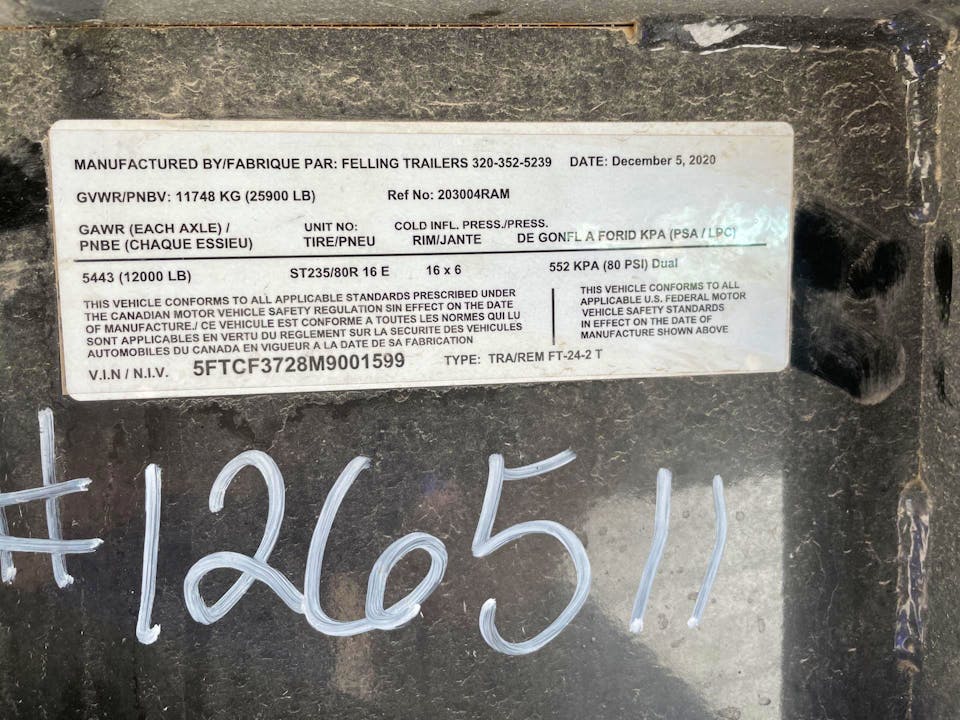 MANUFACTURED BY/FABRIQUE PAR: FELLING TRAILERS 320-352-5239 DATE: December 5, 2020
GVWR/PNBV: 11748 KG (25900 LB) Ref No: 203004RAM
GAWR (EACH AXLE) / UNIT NO: COLD INFL. PRESS./PRESS.
PNBE (CHAQUE ESSIEU) TIRE/PNEU RIM/JANTE DE GONFL A FORID KPA (PSA / LPC)
5443 (12000 LB) ST235/80R 16 E 16 x 6 552 KPA (80 PSI) Dual
THIS VEHICLE CONFORMS TO ALL APPLICABLE STANDARDS PRESCRIBED UNDER
THE CANADIAN MOTOR VEHICLE SAFETY REGULATION SIN EFFECT ON THE DATE
OF MANUFACTURE./ CE VEHICULE EST CONFORME A TOUTES LES NORMES QUI LU
SONT APPLICABLES EN VERTU DU REGLEMENT SUR LA SECURITE DES VEHICULES
AUTOMOBILES DU CANADA EN VIGUEUR A LA DATE DE SA FABRICATION
THIS VEHICLE CONFORMS TO ALL
APPLICABLE U.S. FEDERAL MOTOR
VEHICLE SAFETY STANDARDS
IN EFFECT ON THE DATE OF
MANUFACTURE SHOWN ABOVE
V.I.N / N.I.V. 5FTCF3728M9001599 TYPE: TRA/REM FT-24-2 T
#126511